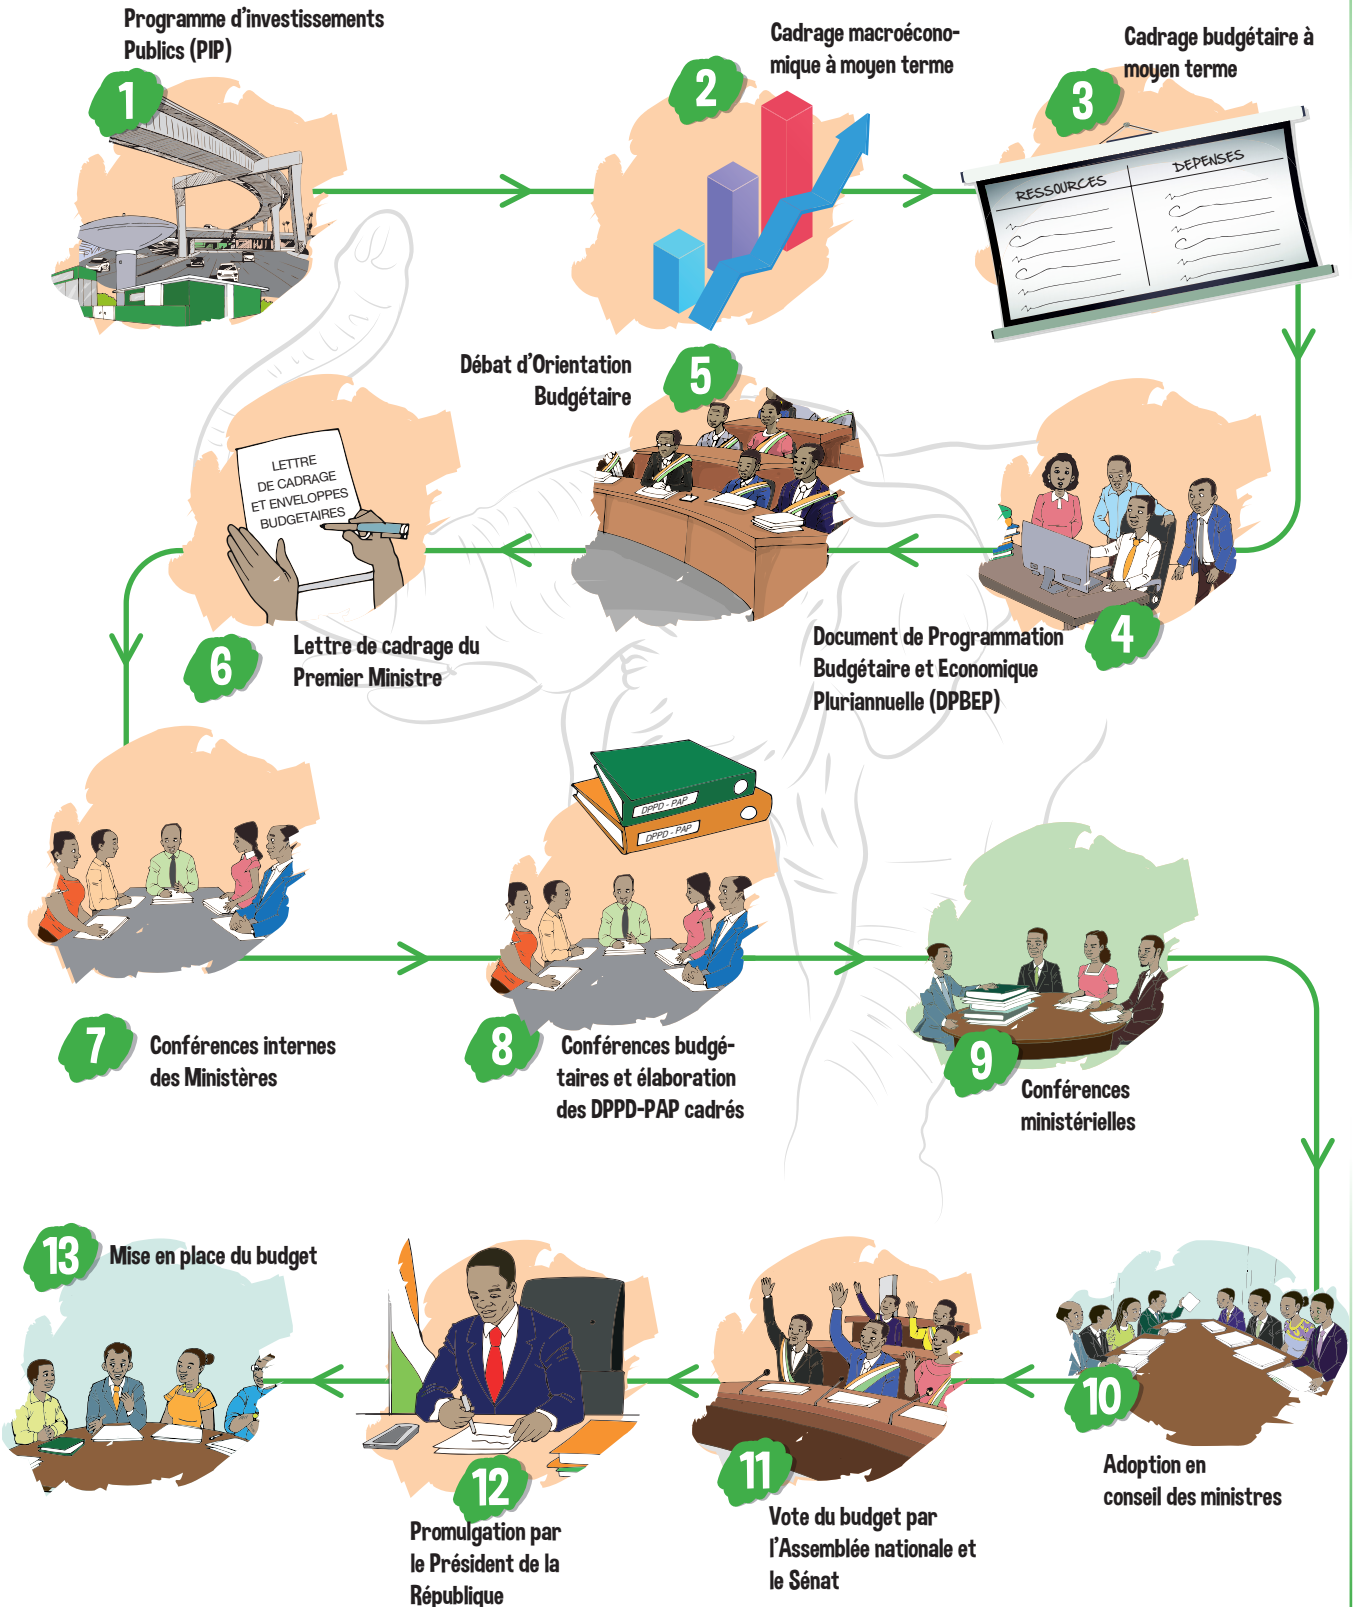 Programme d'investissements
Publics (PIP)
1
Cadrage macroécono-
mique à moyen terme
2
Cadrage budgétaire à
moyen terme
3
RESSOURCES
DEPENSES
Document de Programmation
Budgétaire et Economique
Pluriannuelle (DPBEP)
4
Débat d'Orientation
Budgétaire
5
LETTRE
DE CADRAGE
ET ENVELOPPES
BUDGETAIRES
6
Lettre de cadrage du
Premier Ministre
7
Conférences internes
des Ministères
DPPD - PAP
DPPD - PAP
8
Conférences budgé-
taires et élaboration
des DPPD-PAP cadrés
9
Conférences
ministérielles
10
Adoption en
conseil des ministres
11
Vote du budget par
l'Assemblée nationale et
le Sénat
12
Promulgation par
le Président de la
République
13
Mise en place du budget